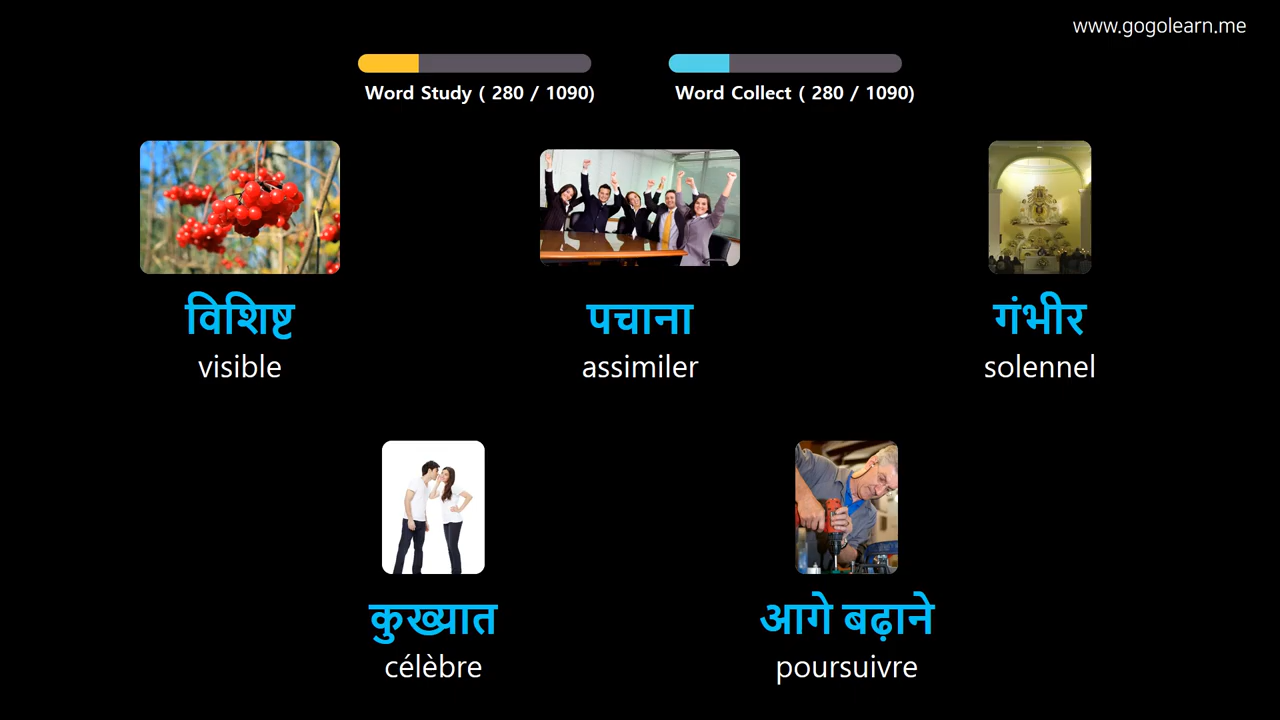 www.gogolearn.me
Word Study ( 280 / 1090)
Word Collect ( 280 / 1090)
विशिष्ट
visible
पचाना
assimiler
गंभीर
solennel
कुख्यात
célèbre
आगे बढ़ाने
poursuivre